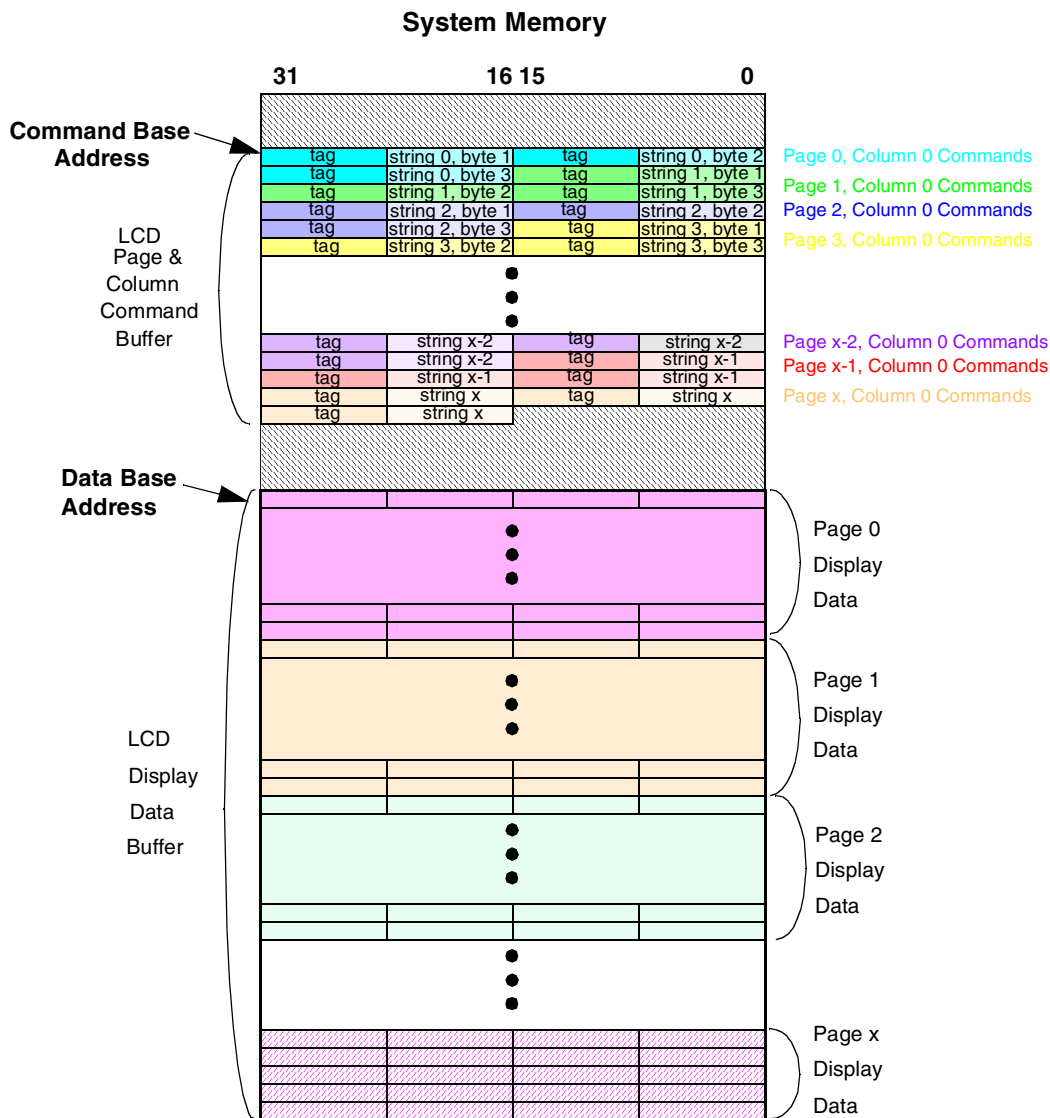 System Memory
31 16 15 0
Command Base
Address
tag string 0, byte 1 tag string 0, byte 2 Page 0, Column 0 Commands
tag string 0, byte 3 tag string 1, byte 1
tag string 1, byte 2 tag string 1, byte 3 Page 1, Column 0 Commands
tag string 2, byte 1 tag string 2, byte 2 Page 2, Column 0 Commands
tag string 2, byte 3 tag string 3, byte 1
tag string 3, byte 2 tag string 3, byte 3 Page 3, Column 0 Commands
LCD
Page &
Column
Command
Buffer
tag string x-2 tag string x-2 Page x-2, Column 0 Commands
tag string x-2 tag string x-1 Page x-1, Column 0 Commands
tag string x-1 tag string x-1
tag string x tag string x Page x, Column 0 Commands
tag string x
Data Base
Address
Page 0
Display
Data
Page 1
Display
Data
LCD
Display
Data
Buffer
Page 2
Display
Data
Page x
Display
Data